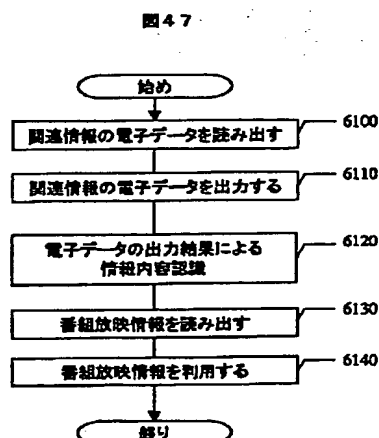 図47
始め
関連情報の電子データを読み出す
6100
関連情報の電子データを出力する
6110
電子データの出力結果による
情報内容認識
6120
番組放映情報を読み出す
6130
番組放映情報を利用する
6140
終り